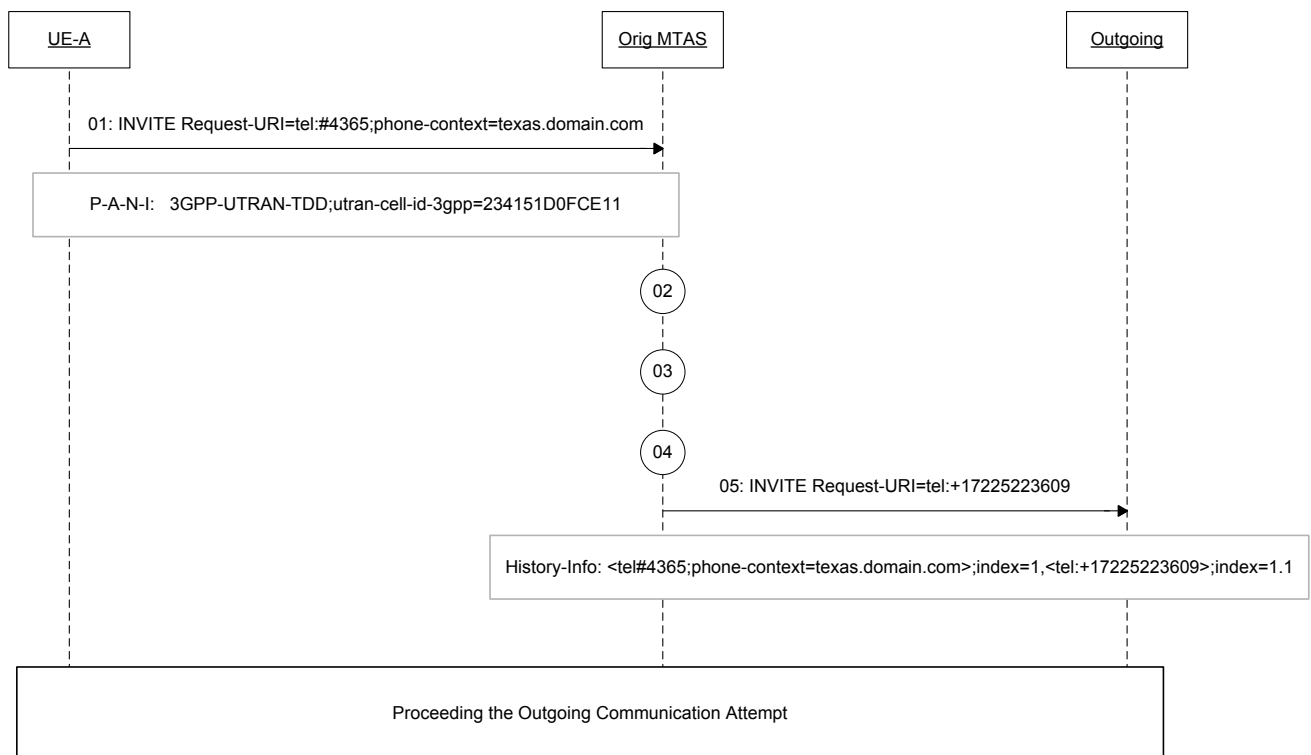 UE-A
Orig MTAS
Outgoing
01: INVITE Request-URI=tel:#4365;phone-context=texas.domain.com
P-A-N-I: 3GPP-UTRAN-TDD;utran-cell-id-3gpp=234151D0FCE11
02
03
04
05: INVITE Request-URI=tel:+17225223609
History-Info: <tel#4365;phone-context=texas.domain.com>;index=1,<tel:+17225223609>;index=1.1
Proceeding the Outgoing Communication Attempt